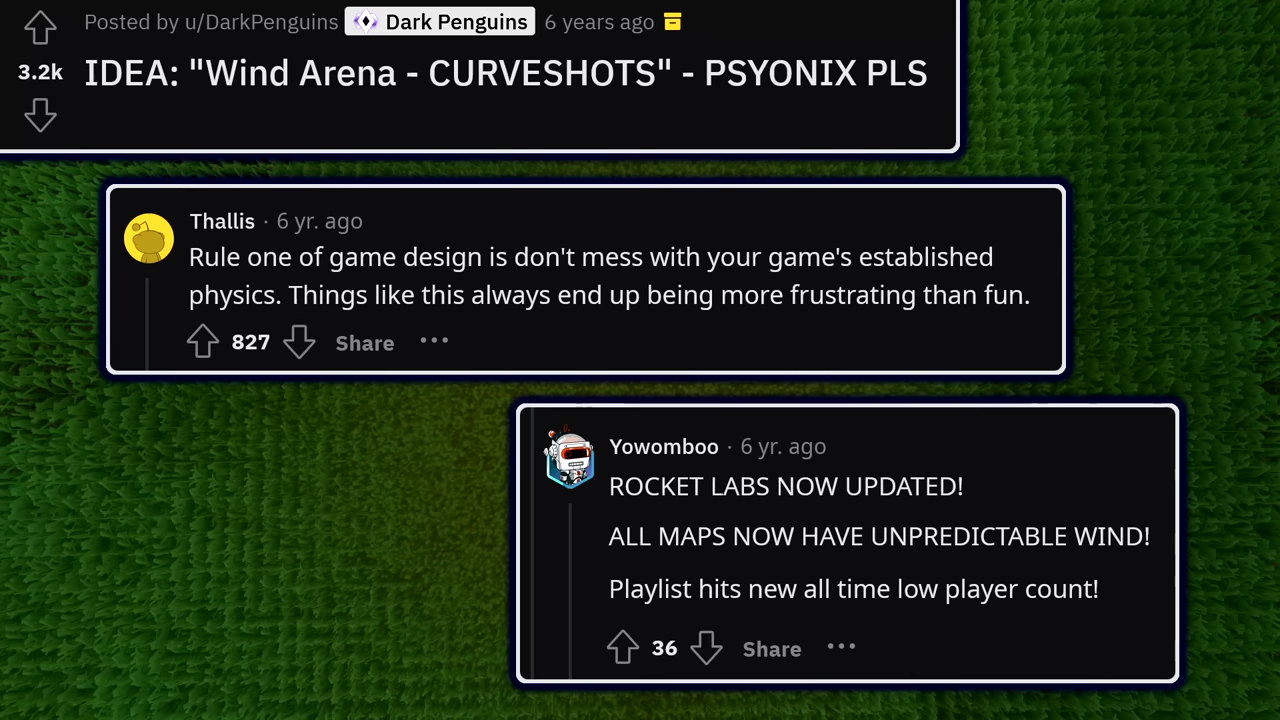 Posted by u/DarkPenguins Dark Penguins 6 years ago
3.2k
IDEA: "Wind Arena - CURVESHOTS" - PSYONIX PLS
Thallis · 6 yr. ago
Rule one of game design is don't mess with your game's established
physics. Things like this always end up being more frustrating than fun.
827 Share ···
Yowomboo · 6 yr. ago
ROCKET LABS NOW UPDATED!
ALL MAPS NOW HAVE UNPREDICTABLE WIND!
Playlist hits new all time low player count!
36 Share ···